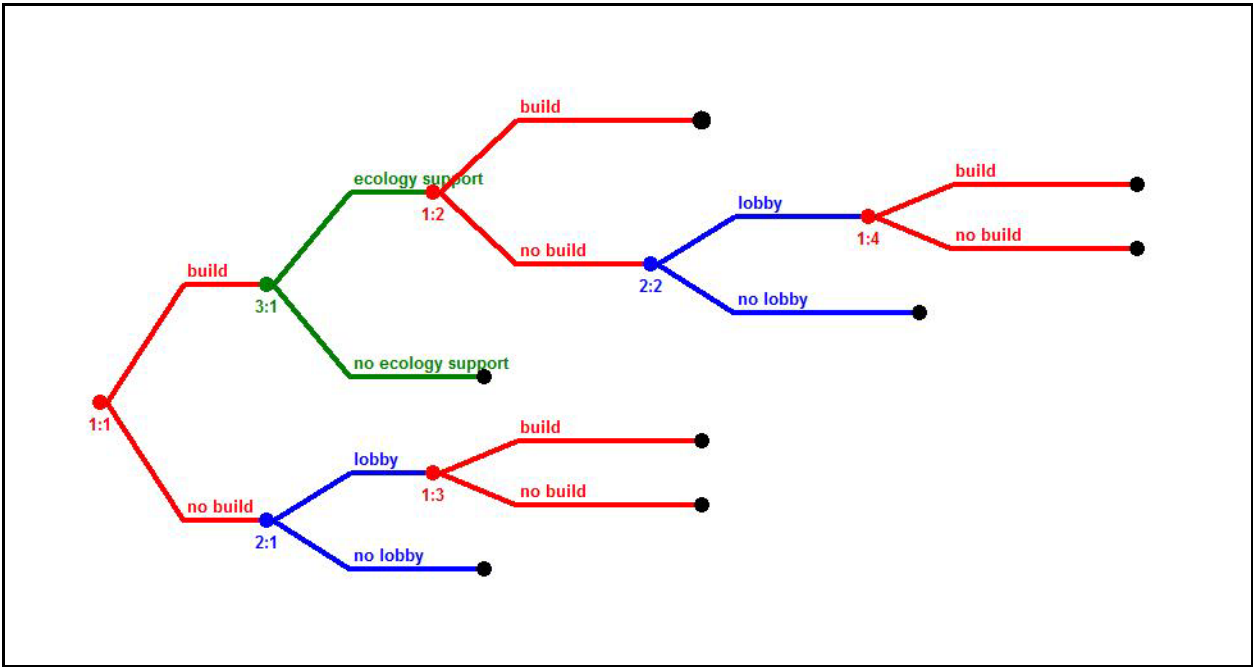 build
build
ecology support
lobby
1:2
1:4
no build
no build
build
2:2
3:1
no lobby
no ecology support
1:1
build
lobby
1:3
no build
no build
2:1
no lobby